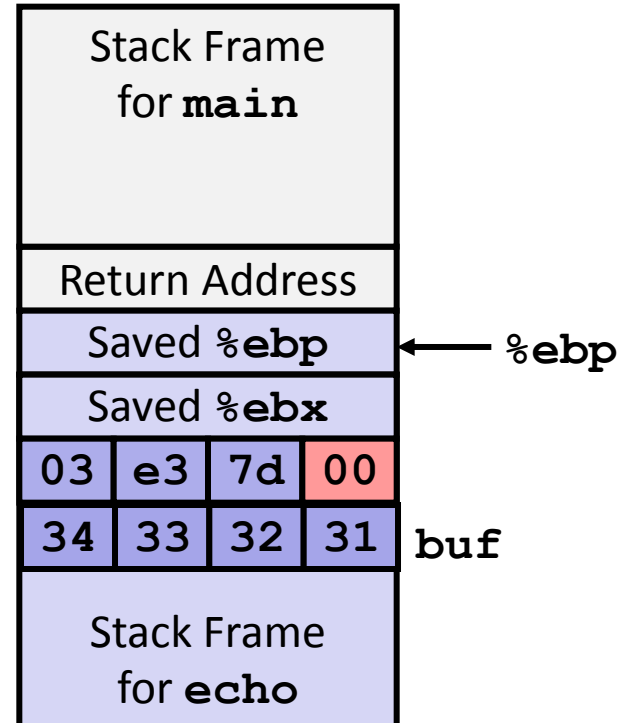 Stack Frame
for main
Return Address
Saved %ebp
%ebp
Saved %ebx
03 e3 7d 00
34 33 32 31 buf
Stack Frame
for echo